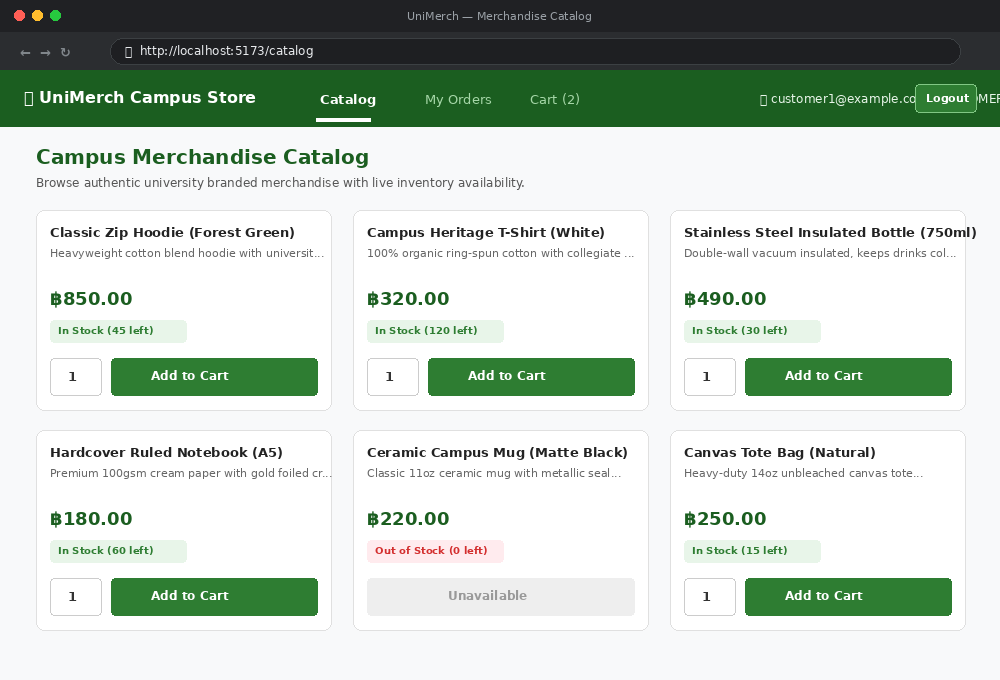 UniMerch — Merchandise Catalog
← → ↻ http://localhost:5173/catalog
UniMerch Campus Store Catalog My Orders Cart (2) customer1@example.co Logout OMER
Campus Merchandise Catalog
Browse authentic university branded merchandise with live inventory availability.
Classic Zip Hoodie (Forest Green)
Heavyweight cotton blend hoodie with universit...
฿850.00
In Stock (45 left)
1 Add to Cart
Campus Heritage T-Shirt (White)
100% organic ring-spun cotton with collegiate ...
฿320.00
In Stock (120 left)
1 Add to Cart
Stainless Steel Insulated Bottle (750ml)
Double-wall vacuum insulated, keeps drinks col...
฿490.00
In Stock (30 left)
1 Add to Cart
Hardcover Ruled Notebook (A5)
Premium 100gsm cream paper with gold foiled cr...
฿180.00
In Stock (60 left)
1 Add to Cart
Ceramic Campus Mug (Matte Black)
Classic 11oz ceramic mug with metallic seal...
฿220.00
Out of Stock (0 left)
Unavailable
Canvas Tote Bag (Natural)
Heavy-duty 14oz unbleached canvas tote...
฿250.00
In Stock (15 left)
1 Add to Cart